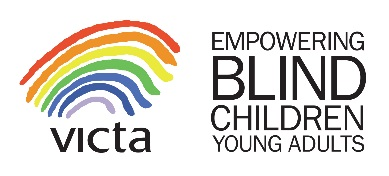 victa
EMPOWERING
BLIND
CHILDREN
YOUNG ADULTS